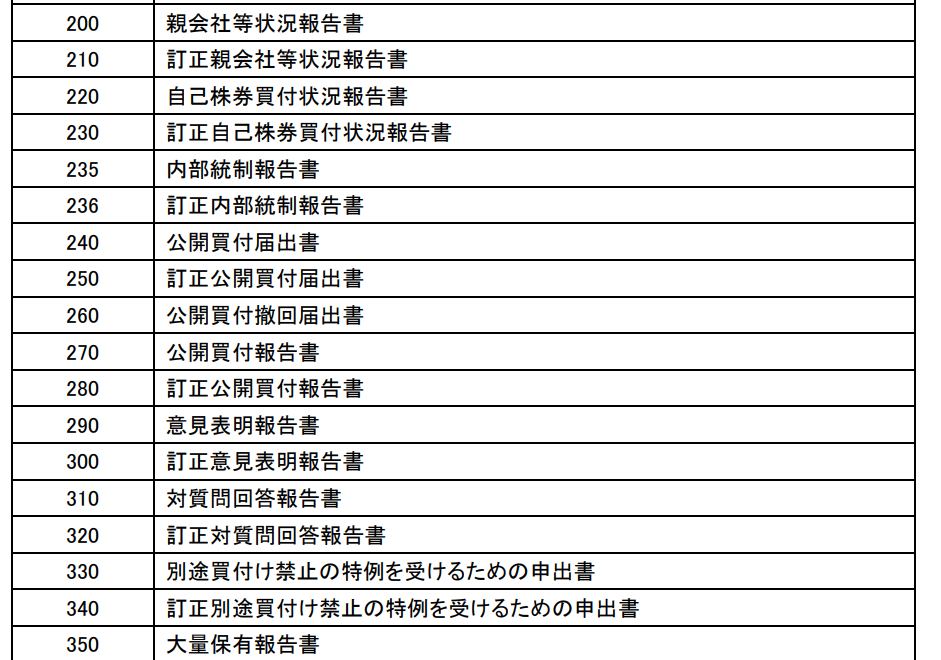 200 親会社等状況報告書
210 訂正親会社等状況報告書
220 自己株券買付状況報告書
230 訂正自己株券買付状況報告書
235 内部統制報告書
236 訂正内部統制報告書
240 公開買付届出書
250 訂正公開買付届出書
260 公開買付撤回届出書
270 公開買付報告書
280 訂正公開買付報告書
290 意見表明報告書
300 訂正意見表明報告書
310 対質問回答報告書
320 訂正対質問回答報告書
330 別途買付け禁止の特例を受けるための申出書
340 訂正別途買付け禁止の特例を受けるための申出書
350 大量保有報告書